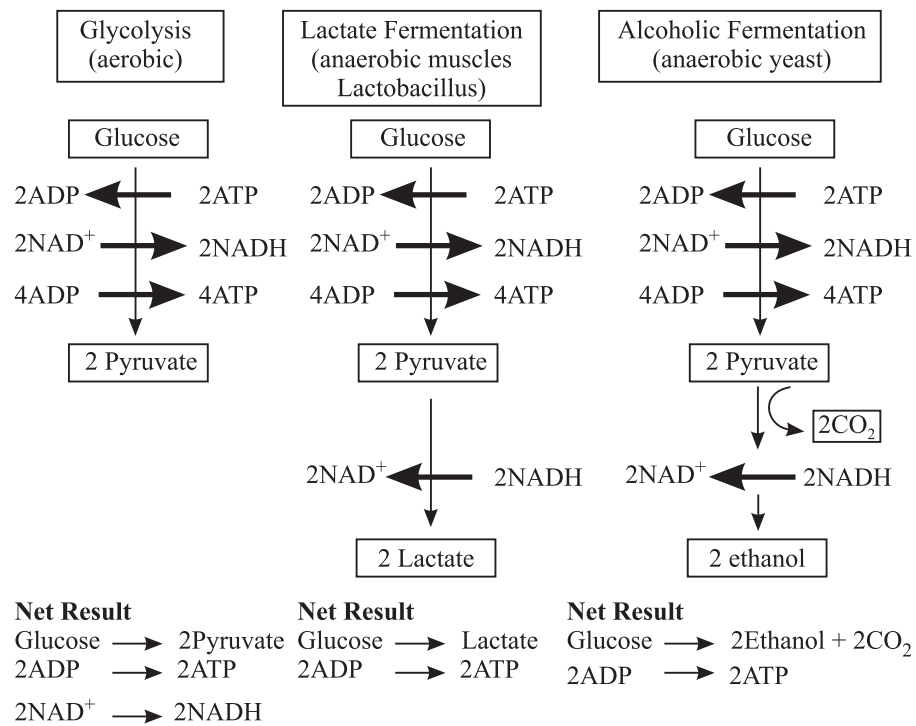 Glycolysis
(aerobic)
Glucose
2ADP 2ATP
2NAD+ 2NADH
4ADP 4ATP
2 Pyruvate
Lactate Fermentation
(anaerobic muscles
Lactobacillus)
Glucose
2ADP 2ATP
2NAD+ 2NADH
4ADP 4ATP
2 Pyruvate
2NAD+ 2NADH
2 Lactate
Alcoholic Fermentation
(anaerobic yeast)
Glucose
2ADP 2ATP
2NAD+ 2NADH
4ADP 4ATP
2 Pyruvate
2CO2
2NAD+ 2NADH
2 ethanol
Net Result
Glucose 2Pyruvate
2ADP 2ATP
2NAD+ 2NADH
Net Result
Glucose Lactate
2ADP 2ATP
Net Result
Glucose 2Ethanol + 2CO2
2ADP 2ATP